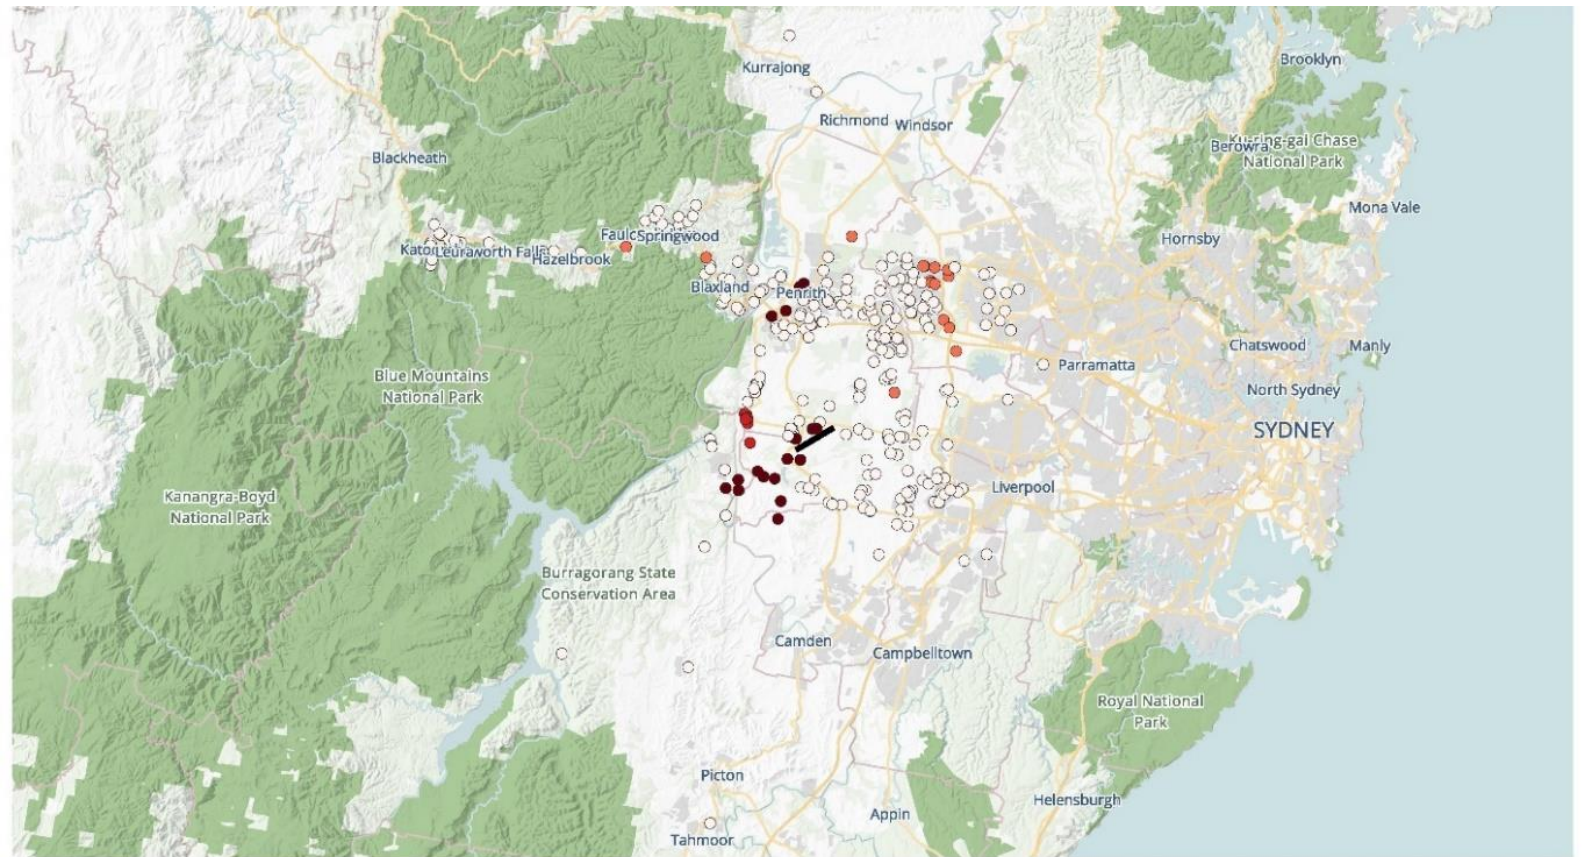 Brooklyn
Kurrajong
Richmond
Windsor
Ku-ring-gai Chase
National Park
Berowra
Blackheath
Mona Vale
Springwood
Hornsby
Hazelbrook
Blaxland
Penrith
Chatswood
Manly
Parramatta
Blue Mountains
National Park
North Sydney
SYDNEY
Liverpool
Kanangra-Boyd
National Park
Burragorang State
Conservation Area
Camden
Campbelltown
Royal National
Park
Picton
Helensburgh
Appin
Tahmoor